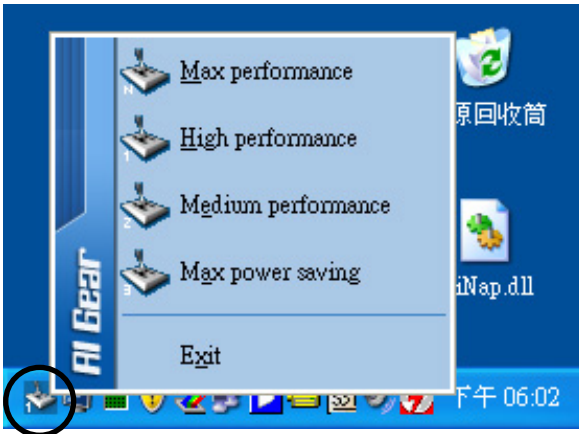 Max performance
High performance
Medium performance
Max power saving
Exit
AI Gear
原回收筒
iNap.dll
下午 06:02